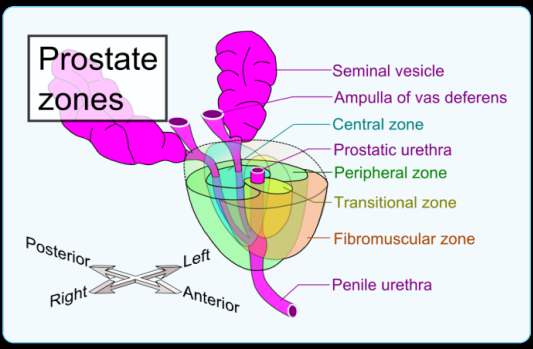 Prostate
zones
Seminal vesicle
Ampulla of vas deferens
Central zone
Prostatic urethra
Peripheral zone
Transitional zone
Fibromuscular zone
Penile urethra
Posterior
Left
Right
Anterior